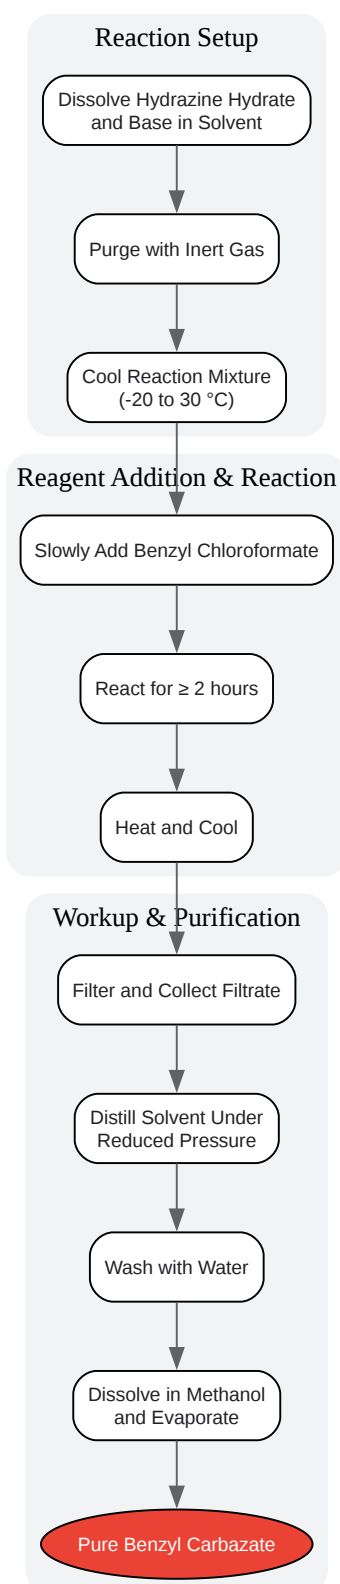 Reaction Setup
Dissolve Hydrazine Hydrate
and Base in Solvent
Purge with Inert Gas
Cool Reaction Mixture
(-20 to 30 °C)
Reagent Addition & Reaction
Slowly Add Benzyl Chloroformate
React for ≥ 2 hours
Heat and Cool
Workup & Purification
Filter and Collect Filtrate
Distill Solvent Under
Reduced Pressure
Wash with Water
Dissolve in Methanol
and Evaporate
Pure Benzyl Carbazate